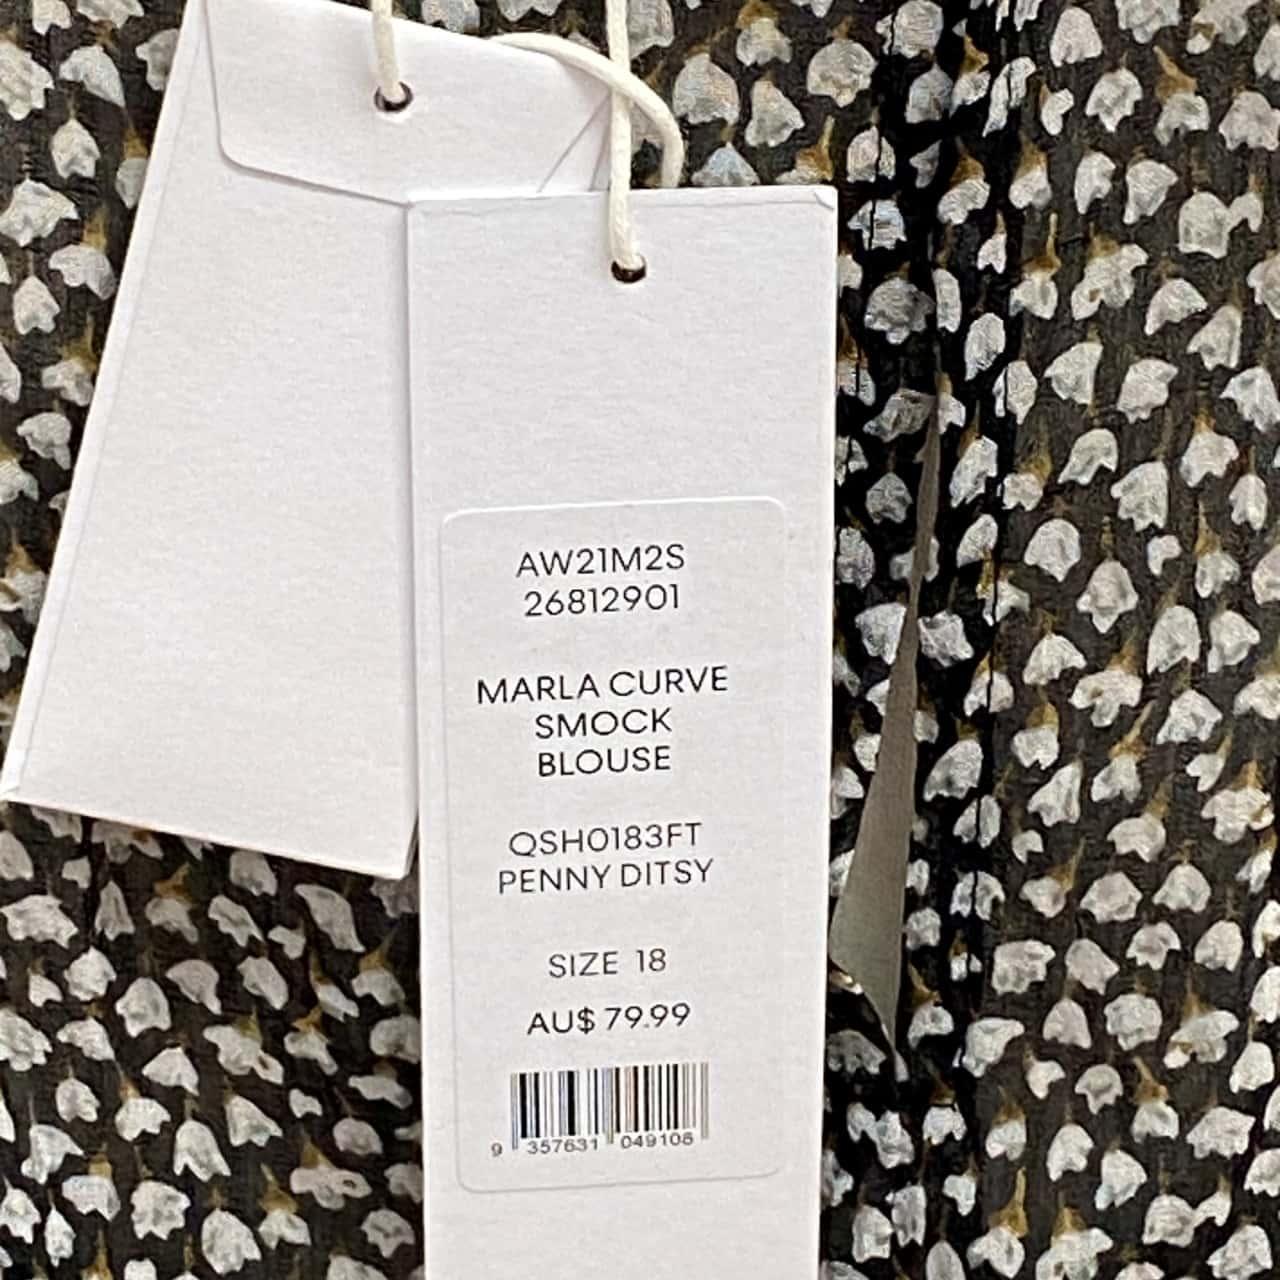 AW21M2S
26812901
MARLA CURVE
SMOCK
BLOUSE
QSH0183FT
PENNY DITSY
SIZE 18
AU$ 79.99
9 357631 049108